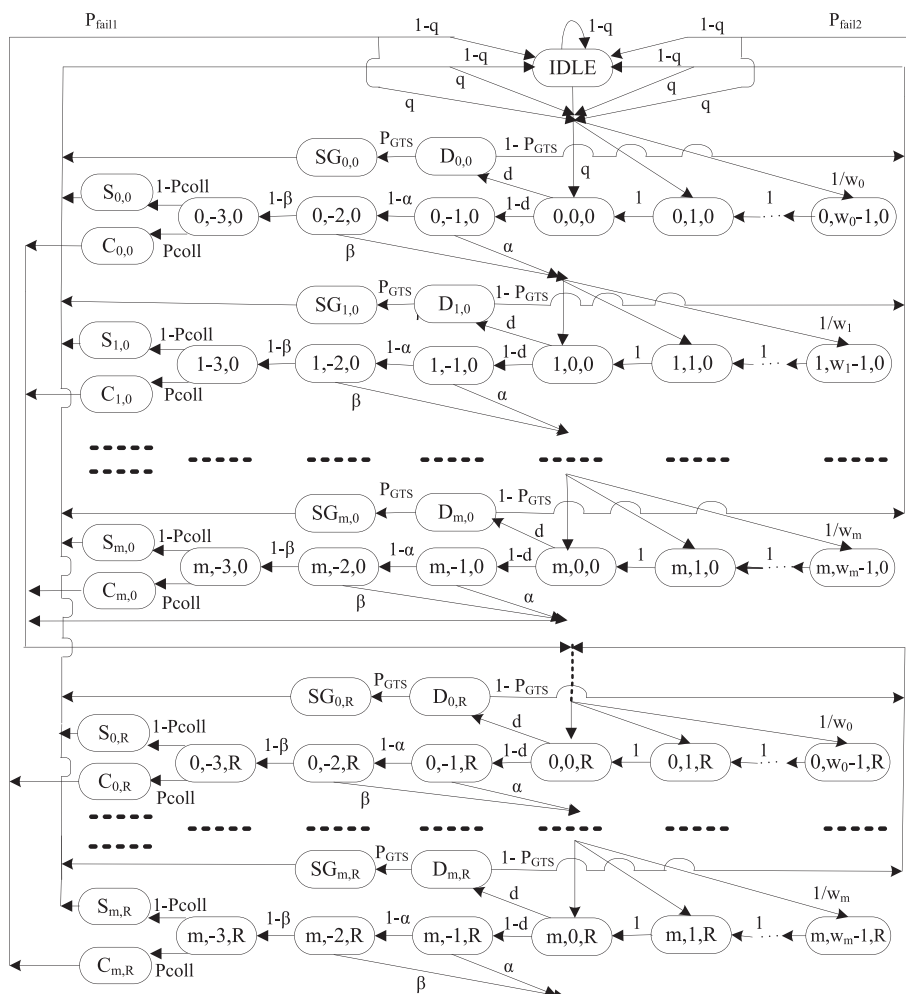 P_fail1
1-q
1-q
1-q
P_fail2
1-q
IDLE
1-q
q
q
q
q
SG_0,0
P_GTS
D_0,0
1- P_GTS
d
q
1/w_0
S_0,0
1-Pcoll
0,-3,0
1-β
0,-2,0
1-α
0,-1,0
1-d
0,0,0
1
0,1,0
1
0,w_0-1,0
C_0,0
Pcoll
β
α
SG_1,0
P_GTS
D_1,0
1- P_GTS
d
1/w_1
S_1,0
1-Pcoll
1-3,0
1-β
1,-2,0
1-α
1,-1,0
1-d
1,0,0
1
1,1,0
1
1,w_1-1,0
C_1,0
Pcoll
β
α
SG_m,0
P_GTS
D_m,0
1- P_GTS
d
1/w_m
S_m,0
1-Pcoll
m,-3,0
1-β
m,-2,0
1-α
m,-1,0
1-d
m,0,0
1
m,1,0
1
m,w_m-1,0
C_m,0
Pcoll
β
α
SG_0,R
P_GTS
D_0,R
1- P_GTS
d
1/w_0
S_0,R
1-Pcoll
0,-3,R
1-β
0,-2,R
1-α
0,-1,R
1-d
0,0,R
1
0,1,R
1
0,w_0-1,R
C_0,R
Pcoll
β
α
SG_m,R
P_GTS
D_m,R
1- P_GTS
d
1/w_m
S_m,R
1-Pcoll
m,-3,R
1-β
m,-2,R
1-α
m,-1,R
1-d
m,0,R
1
m,1,R
1
m,w_m-1,R
C_m,R
Pcoll
β
α